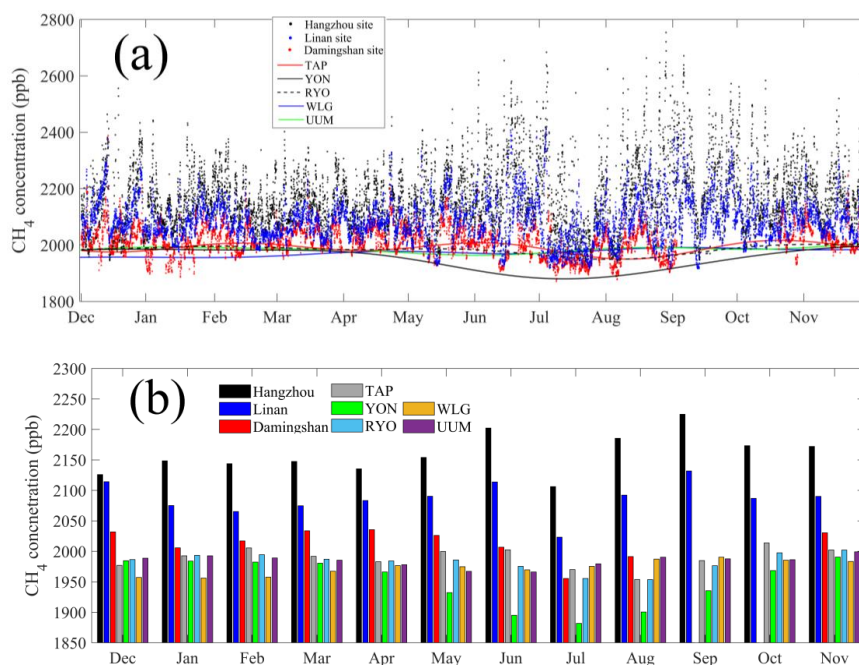 2800
2600
2400
2200
2000
1800
CH4 concentration (ppb)
(a)
Hangzhou site
Linan site
Damingshan site
TAP
YON
RYO
WLG
UUM
Dec Jan Feb Mar Apr May Jun Jul Aug Sep Oct Nov
2300
2250
2200
2150
2100
2050
2000
1950
1900
1850
CH4 concnetration (ppb)
(b)
Hangzhou TAP
Linan YON WLG
Damingshan RYO UUM
Dec Jan Feb Mar Apr May Jun Jul Aug Sep Oct Nov